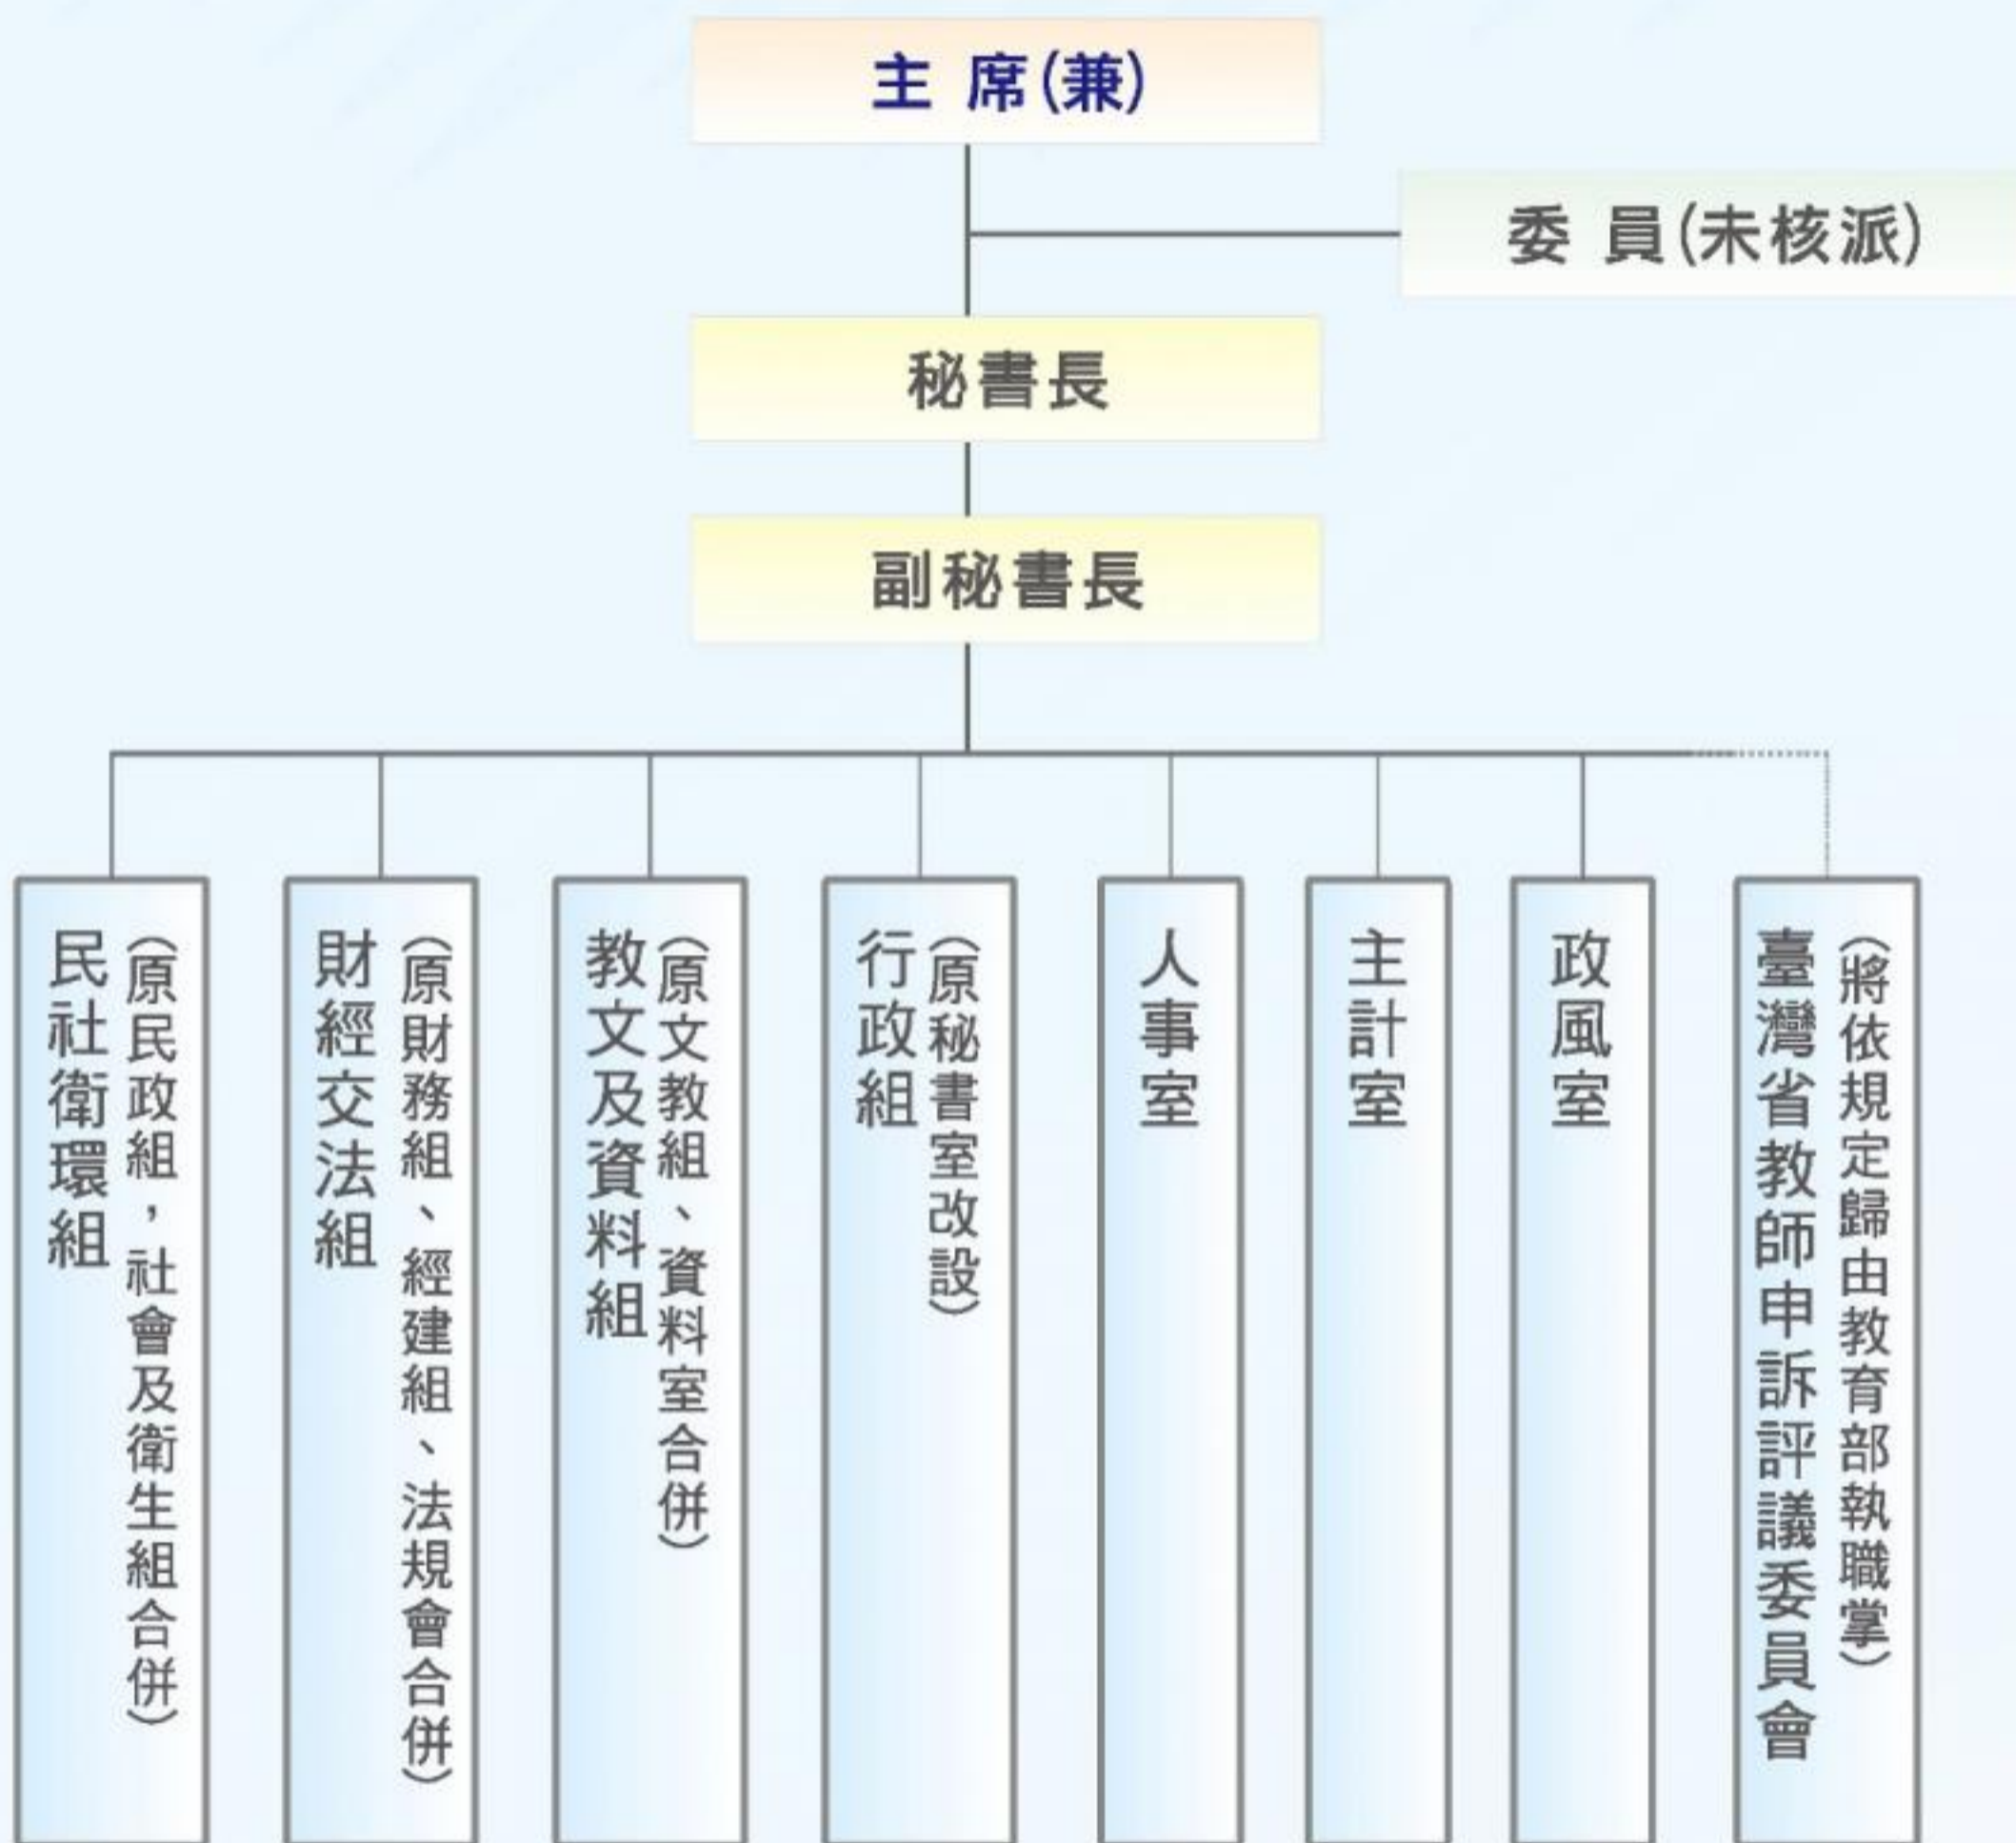 主 席(兼)
委 員(未核派)
秘書長
副秘書長
民社衛環組
(原民政組，社會及衛生組合併)
財經交法組
(原財務組、經建組、法規會合併)
教文及資料組
(原文教組、資料室合併)
行政組
(原秘書室改設)
人事室
主計室
政風室
臺灣省教師申訴評議委員會
(將依規定歸由教育部執職掌)